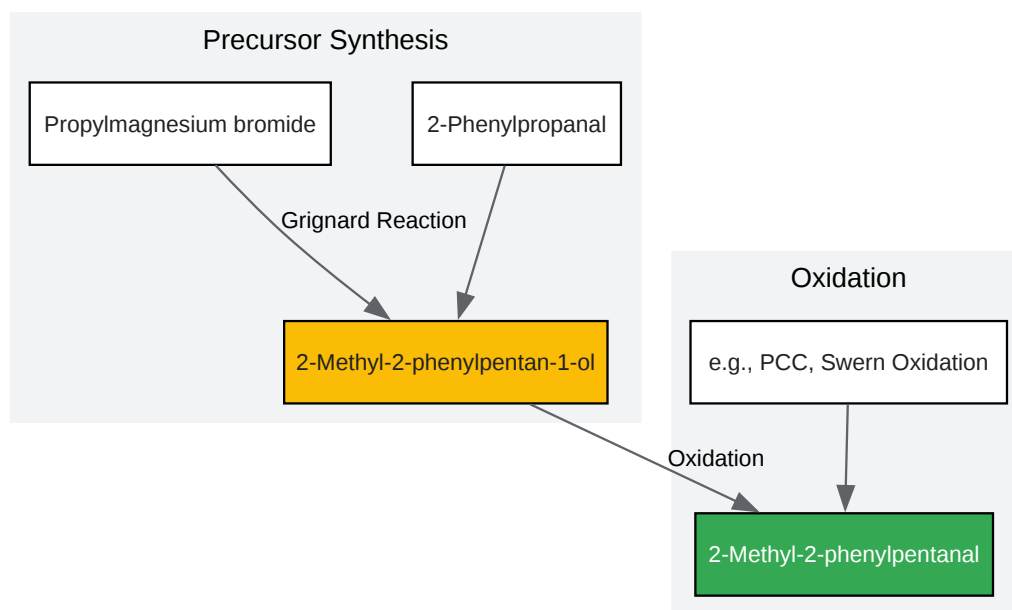 Precursor Synthesis
Propylmagnesium bromide
2-Phenylpropanal
Grignard Reaction
2-Methyl-2-phenylpentan-1-ol
Oxidation
e.g., PCC, Swern Oxidation
Oxidation
2-Methyl-2-phenylpentanal